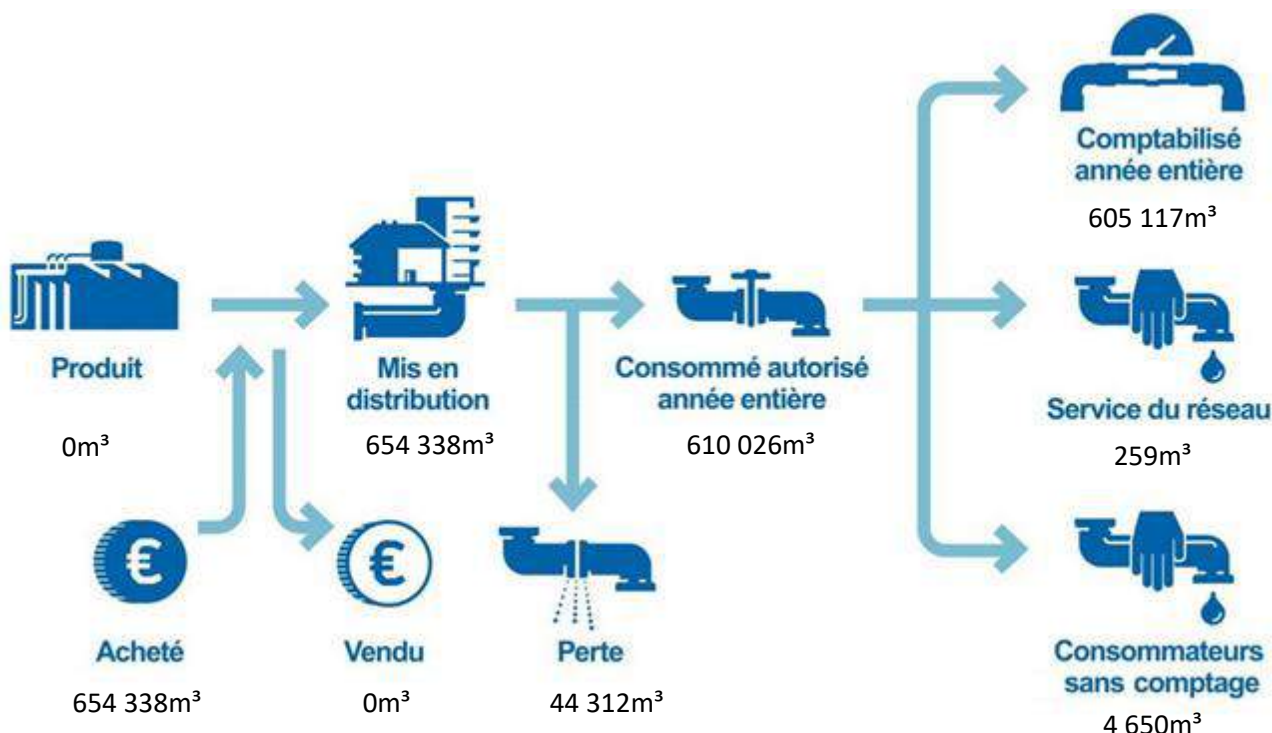 Comptabilisé
année entière
605 117m³
Produit
0m³
Mis en
distribution
654 338m³
Consommé autorisé
année entière
610 026m³
Service du réseau
259m³
€
Acheté
654 338m³
€
Vendu
0m³
Perte
44 312m³
Consommateurs
sans comptage
4 650m³